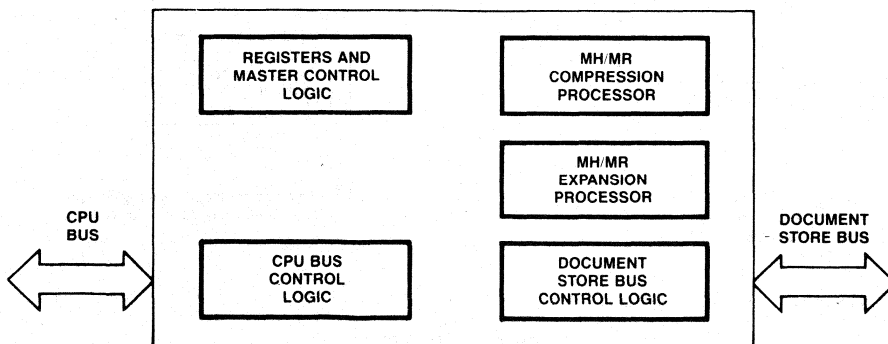 REGISTERS AND
MASTER CONTROL
LOGIC
MH/MR
COMPRESSION
PROCESSOR
MH/MR
EXPANSION
PROCESSOR
CPU
BUS
CPU BUS
CONTROL
LOGIC
DOCUMENT
STORE BUS
CONTROL LOGIC
DOCUMENT
STORE BUS